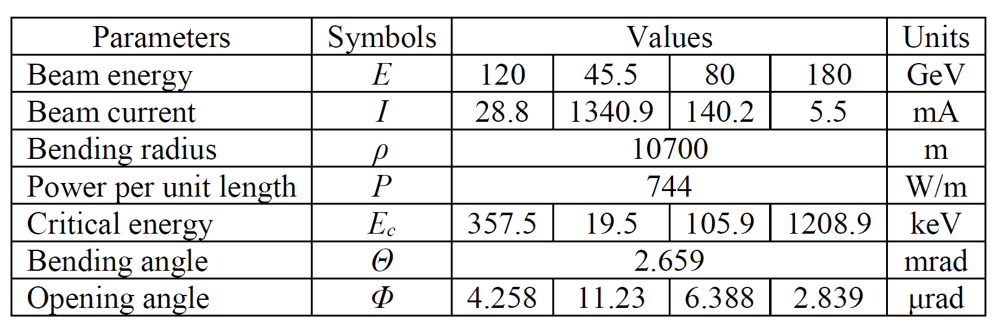 Parameters Symbols Values Units
Beam energy E 120 45.5 80 180 GeV
Beam current I 28.8 1340.9 140.2 5.5 mA
Bending radius ρ 10700 m
Power per unit length P 744 W/m
Critical energy Ec 357.5 19.5 105.9 1208.9 keV
Bending angle Θ 2.659 mrad
Opening angle Φ 4.258 11.23 6.388 2.839 μrad